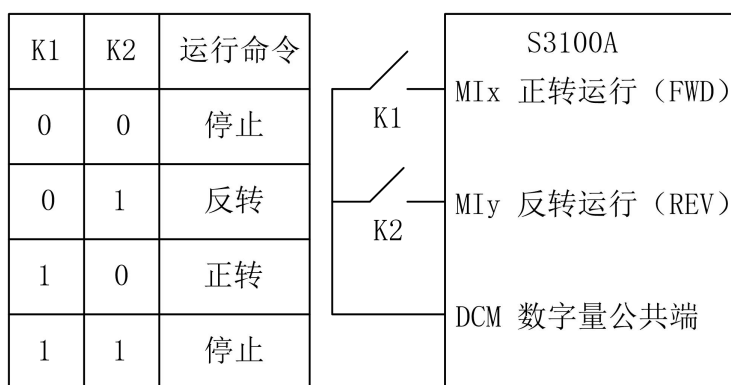 K1 K2 运行命令
0 0 停止
0 1 反转
1 0 正转
1 1 停止
K1
K2
S3100A
MIx 正转运行（FWD）
MIy 反转运行（REV）
DCM 数字量公共端